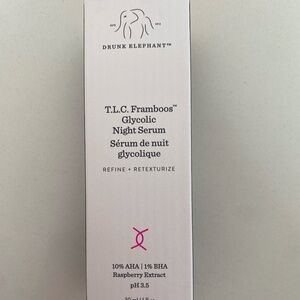 DRUNK ELEPHANT™
T.L.C. Framboos™
Glycolic
Night Serum
Sérum de nuit
glycolique
REFINE + RETEXTURIZE
10% AHA | 1% BHA
Raspberry Extract
pH 3.5